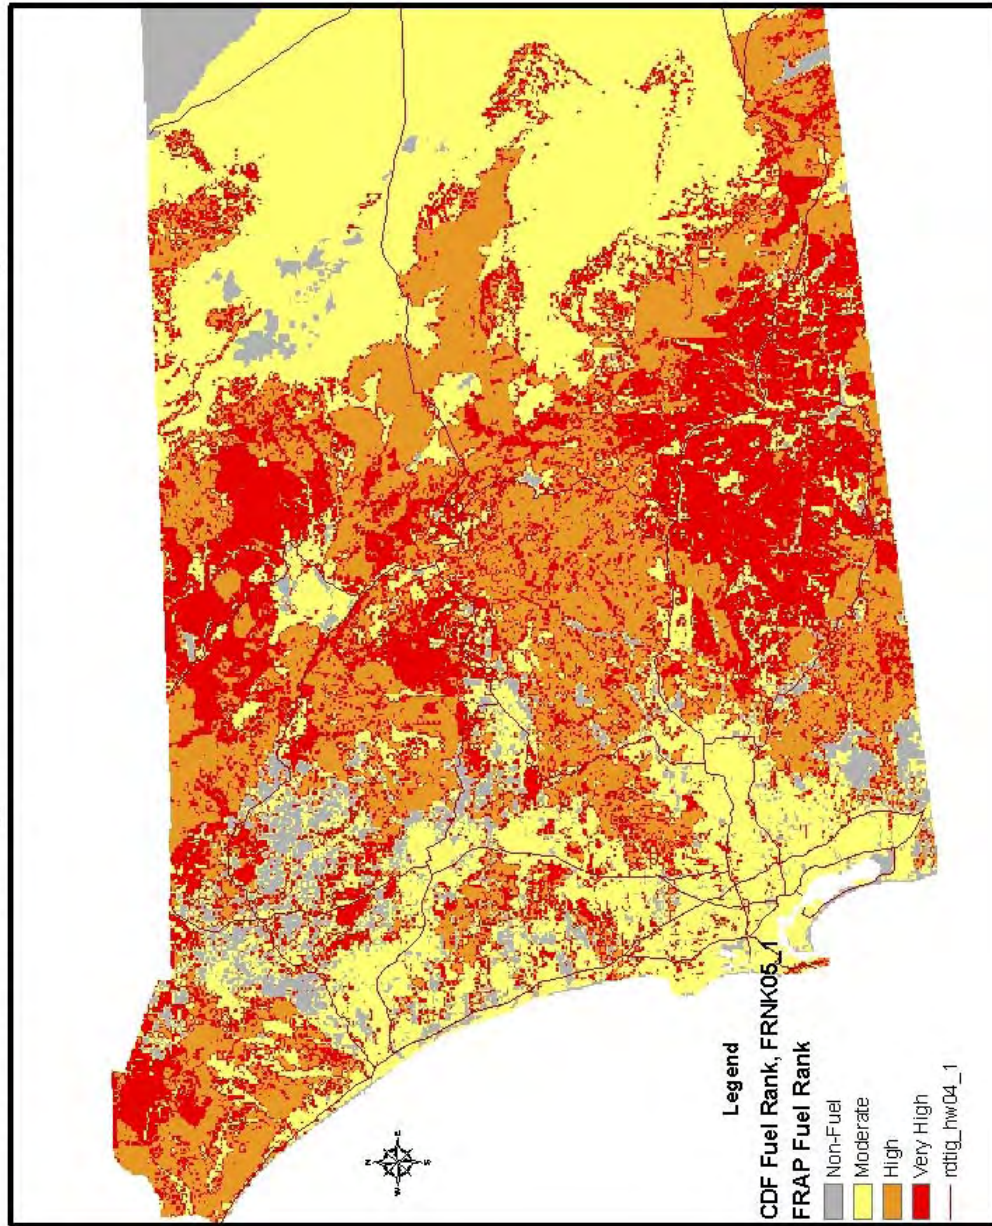 Legend
CDF Fuel Rank, FRNK05_1
FRAP Fuel Rank
Non-Fuel
Moderate
High
Very High
rdtig_hw04_1
N
W
E
S